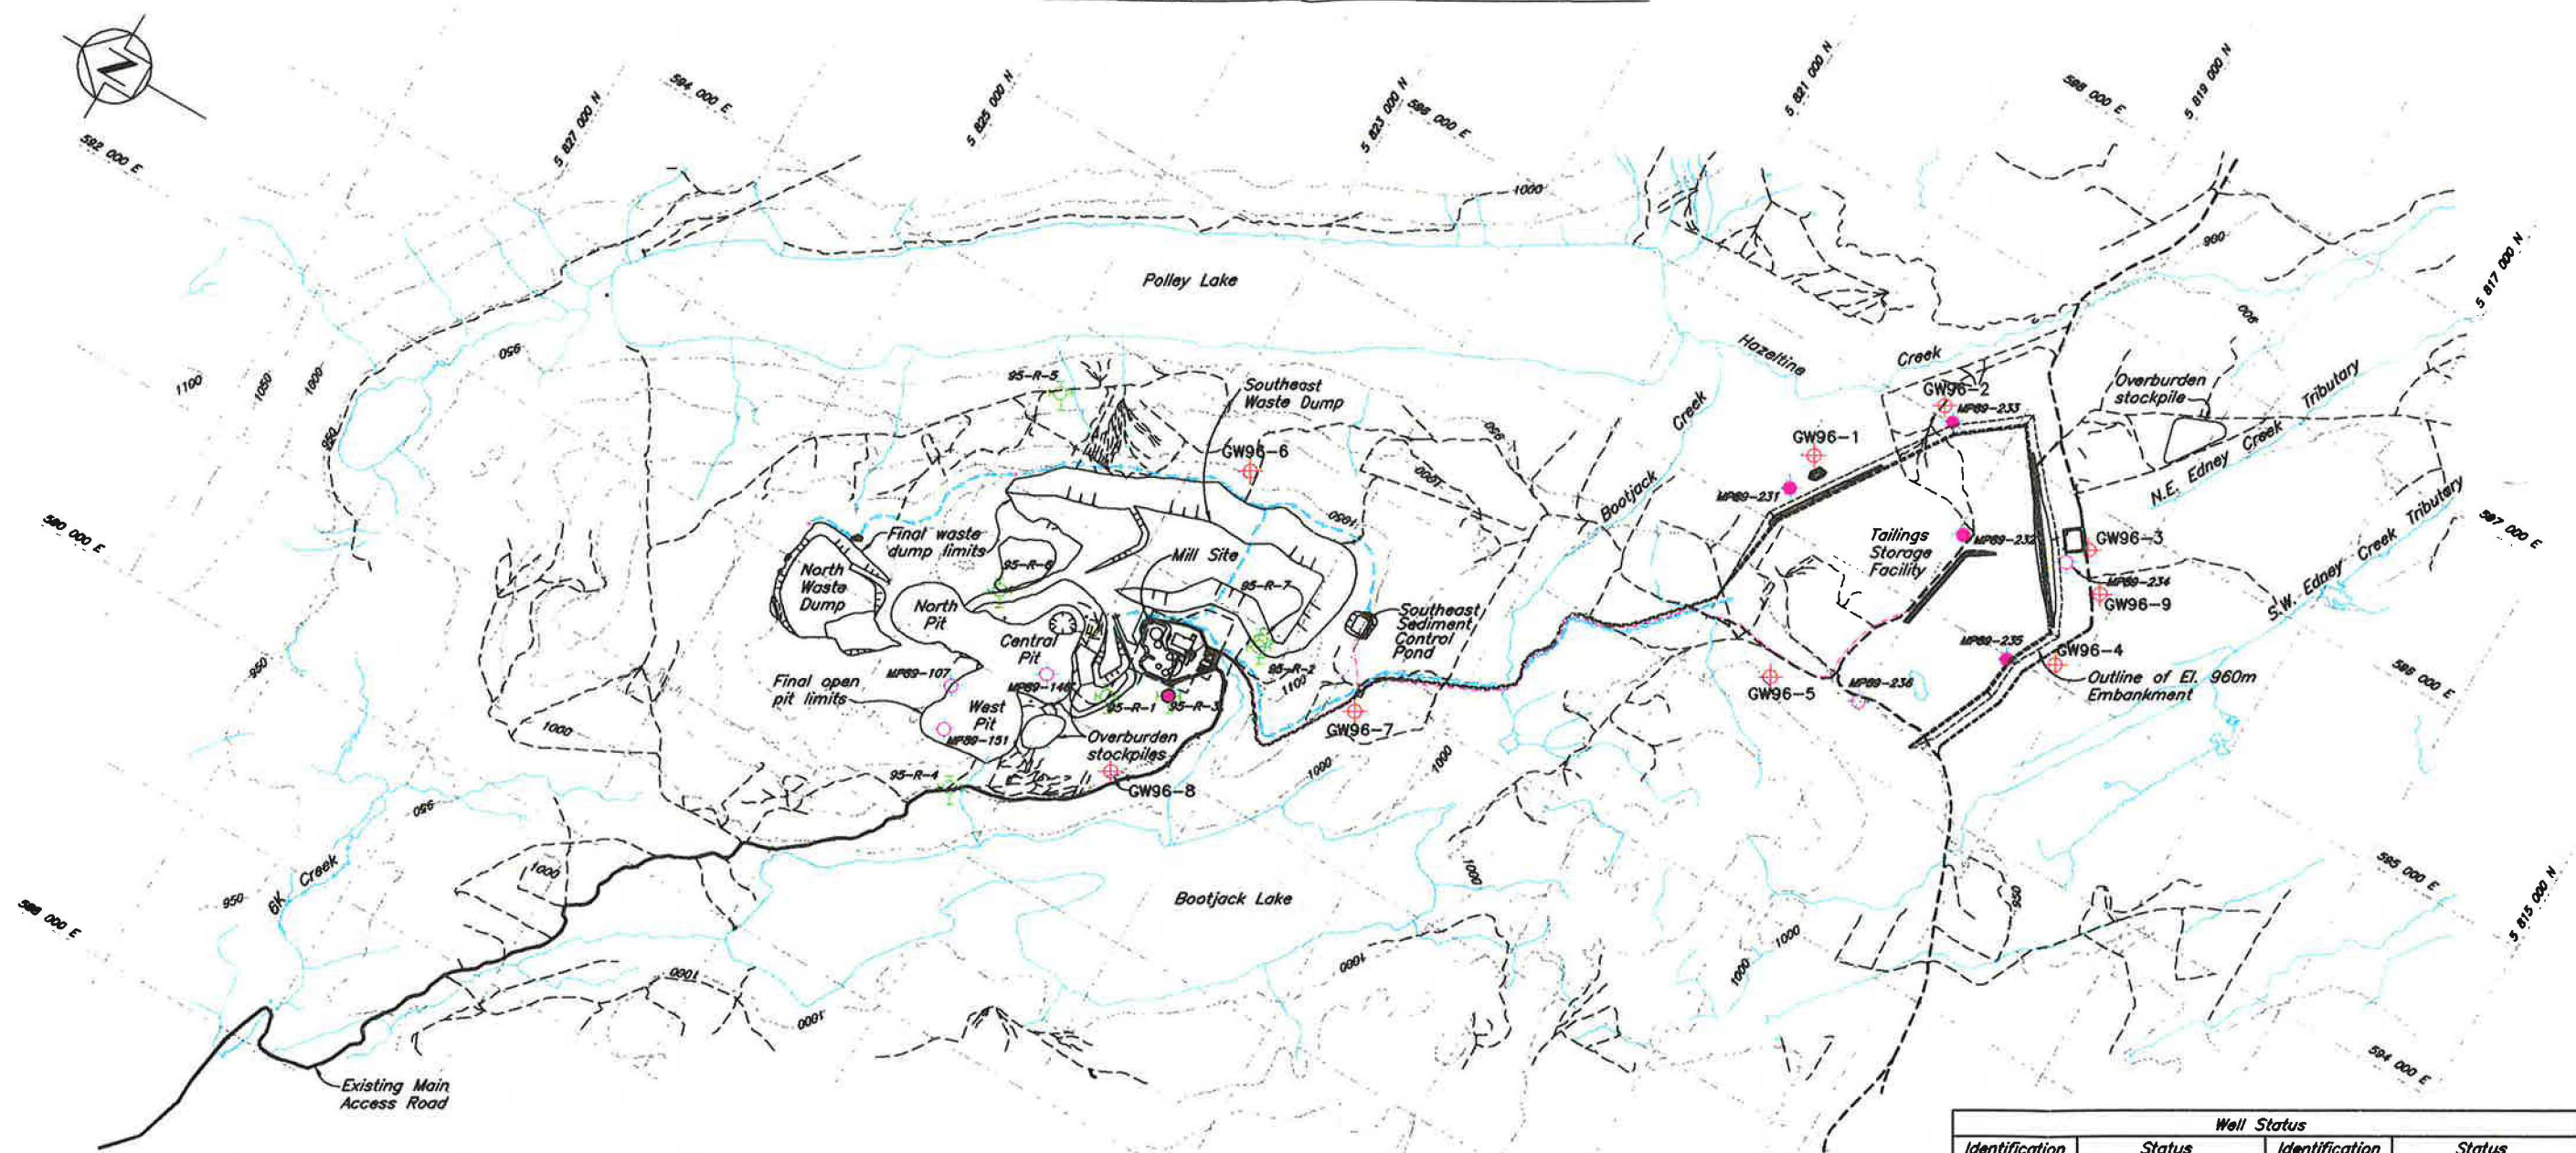 5 827 000 N
594 000 E
5 825 000 N
5 823 000 N
596 000 E
5 821 000 N
598 000 E
5 819 000 N
592 000 E
1000
900
5 817 000 N
Polley Lake
950
1100
1050
1000
950
900
Hazeltine
Creek
95-R-5
Southeast
Waste Dump
GW96-2
MP89-233
Overburden
stockpile
Tributary
Creek
950
GW96-1
GW96-6
1000
Bootjack
MP89-231
N.E. Edney Creek
Tributary
1050
590 000 E
597 000 E
Final waste
dump limits
Mill Site
Tailings
Storage
Facility
MP89-232
GW96-3
North
Waste
Dump
95-R-6
95-R-7
MP89-234
GW96-9
S.W. Edney Creek
North
Pit
Central
Pit
Southeast
Sediment
Control
Pond
MP89-235
GW96-4
950
MP89-107
MP89-146
95-R-2
1100
Final open
pit limits
West
Pit
95-R-1
95-R-3
GW96-5
MP89-236
Outline of El. 960m
Embankment
1000
MP89-151
Overburden
stockpiles
GW96-7
1000
1000
95-R-4
GW96-8
950
1000
1000
6K Creek
950
Bootjack Lake
950
595 000 E
5 815 000 N
1000
1000
1000
1000
1000
594 000 E
Existing Main
Access Road
Well Status
Identification Status Identification Status